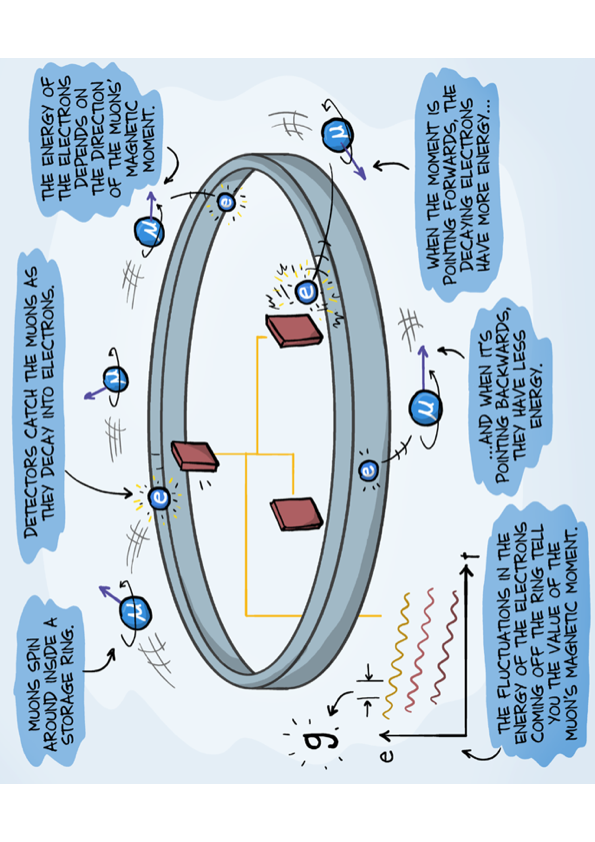 MUONS SPIN
AROUND INSIDE A
STORAGE RING.
DETECTORS CATCH THE MUONS AS
THEY DECAY INTO ELECTRONS.
THE ENERGY OF
THE ELECTRONS
DEPENDS ON
THE DIRECTION
OF THE MUONS'
MAGNETIC
MOMENT.
μ
μ
μ
μ
μ
e
e
e
e
WHEN THE MOMENT IS
POINTING FORWARDS, THE
DECAYING ELECTRONS
HAVE MORE ENERGY...
...AND WHEN IT'S
POINTING BACKWARDS,
THEY HAVE LESS
ENERGY.
g
e
t
THE FLUCTUATIONS IN THE
ENERGY OF THE ELECTRONS
COMING OFF THE RING TELL
YOU THE VALUE OF THE
MUON'S MAGNETIC MOMENT.